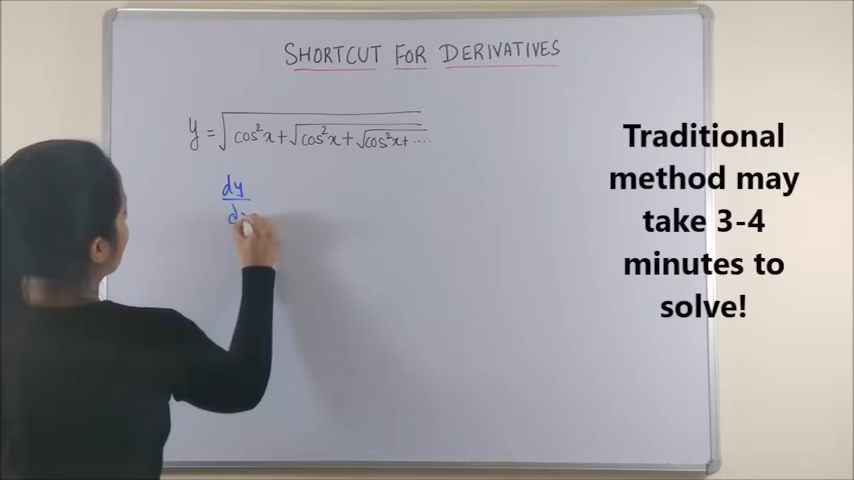 SHORTCUT FOR DERIVATIVES
y = √cos²x + √cos²x + √cos²x + ....
dy
d
Traditional
method may
take 3-4
minutes to
solve!